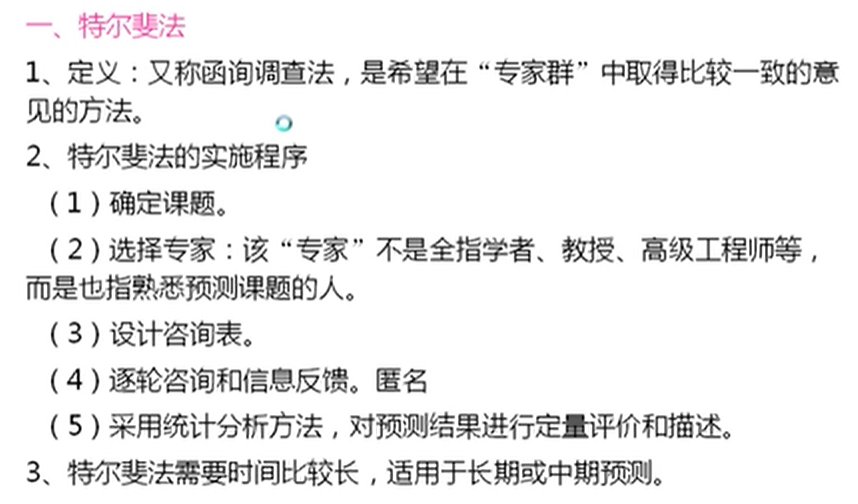 一、特尔斐法
1、定义：又称函询调查法，是希望在“专家群”中取得比较一致的意
见的方法。
2、特尔斐法的实施程序
（1）确定课题。
（2）选择专家：该“专家”不是全指学者、教授、高级工程师等，
而是也指熟悉预测课题的人。
（3）设计咨询表。
（4）逐轮咨询和信息反馈。匿名
（5）采用统计分析方法，对预测结果进行定量评价和描述。
3、特尔斐法需要时间比较长，适用于长期或中期预测。